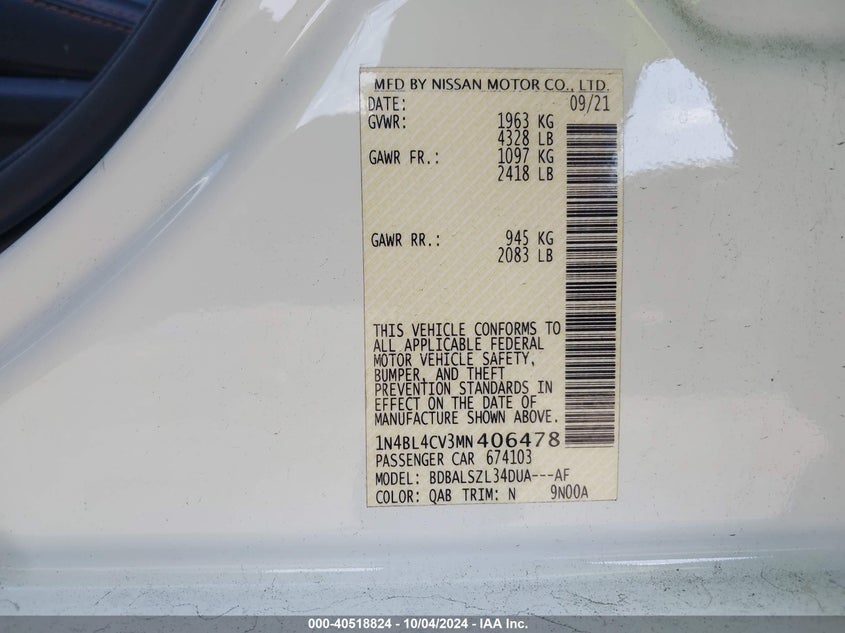 MFD BY NISSAN MOTOR CO., LTD.
DATE: 09/21
GVWR: 1963 KG
4328 LB
GAWR FR.: 1097 KG
2418 LB
GAWR RR.: 945 KG
2083 LB
THIS VEHICLE CONFORMS TO
ALL APPLICABLE FEDERAL
MOTOR VEHICLE SAFETY,
BUMPER, AND THEFT
PREVENTION STANDARDS IN
EFFECT ON THE DATE OF
MANUFACTURE SHOWN ABOVE.
1N4BL4CV3MN406478
PASSENGER CAR 674103
MODEL: BDBALSZL34DUA---AF
COLOR: QAB TRIM: N 9N00A
000-40518824 - 10/04/2024 - IAA Inc.